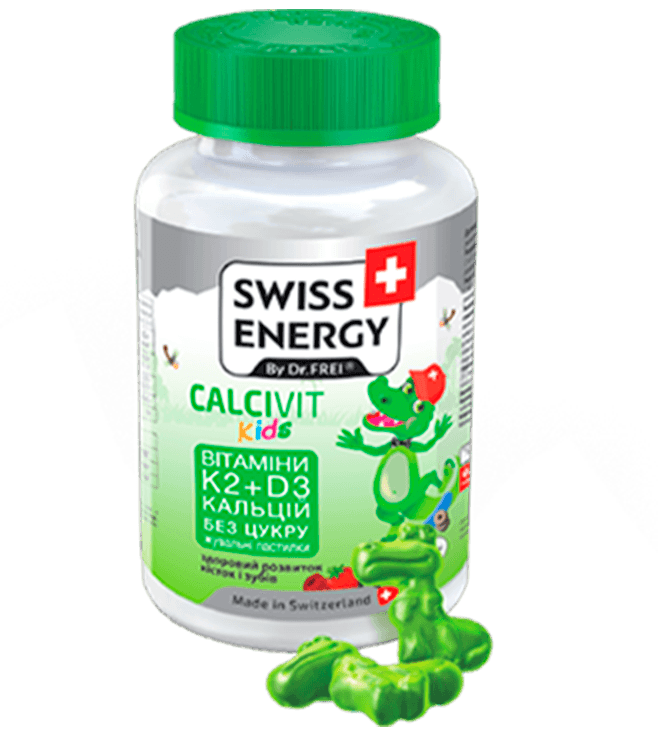 SWISS
ENERGY
By Dr.FREI®
CALCIVIT
Kids
ВІТАМІНИ
K2+D3
КАЛЬЦІЙ
БЕЗ ЦУКРУ
жувальні пастилки
здоровий розвиток
кісток і зубів
Made in Switzerland